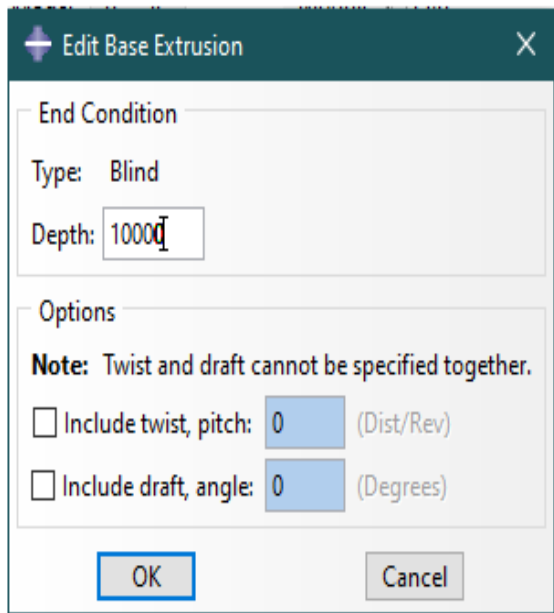 Edit Base Extrusion
End Condition
Type: Blind
Depth: 10000
Options
Note: Twist and draft cannot be specified together.
Include twist, pitch: 0 (Dist/Rev)
Include draft, angle: 0 (Degrees)
OK Cancel